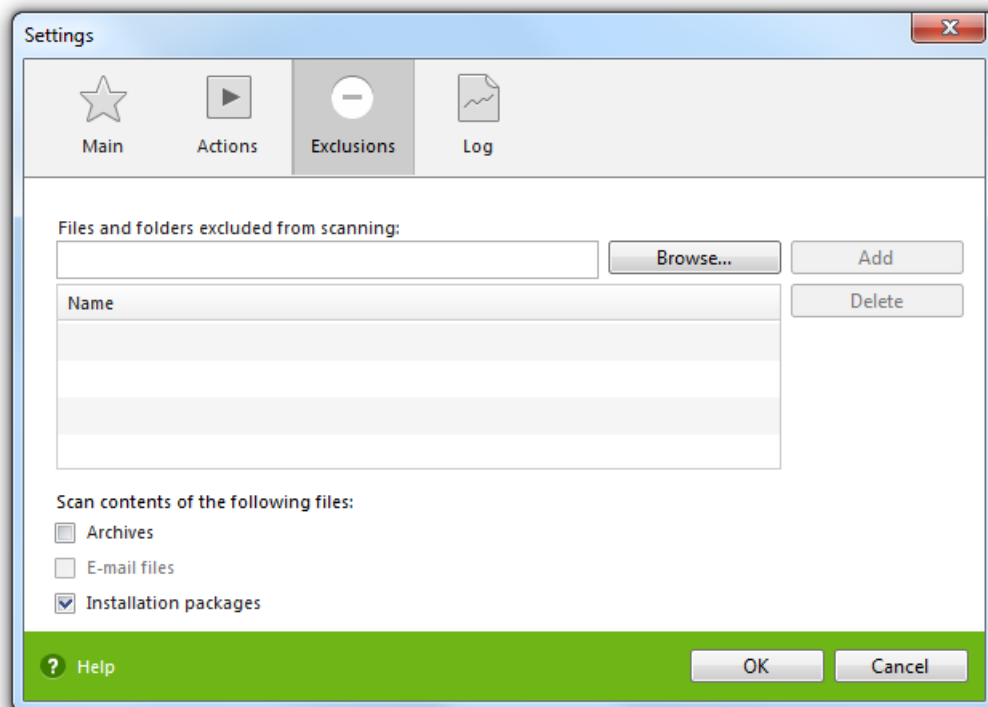 Settings
Main Actions Exclusions Log
Files and folders excluded from scanning:
Browse... Add
Name Delete
Scan contents of the following files:
Archives
E-mail files
Installation packages
? Help OK Cancel